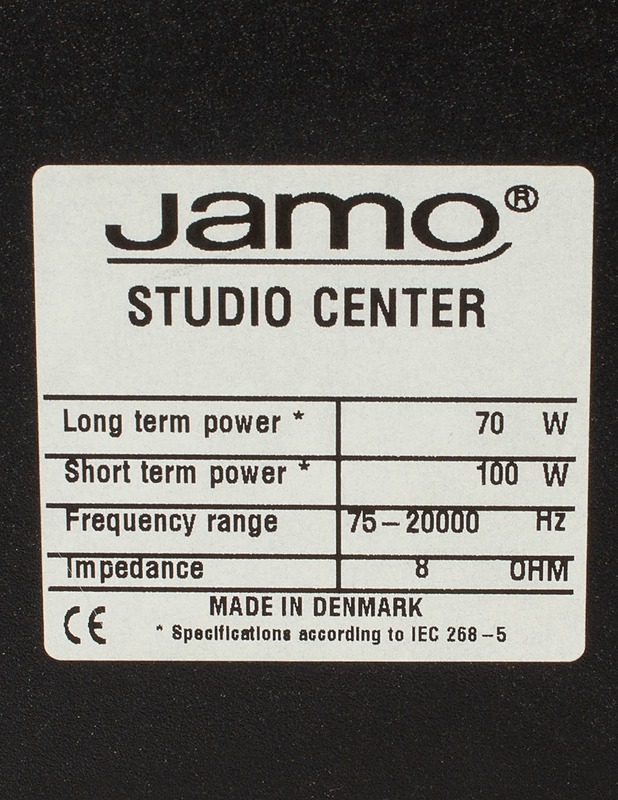 Jamo®
STUDIO CENTER
Long term power * 70 W
Short term power * 100 W
Frequency range 75-20000 Hz
Impedance 8 OHM
MADE IN DENMARK
CE * Specifications according to IEC 268-5